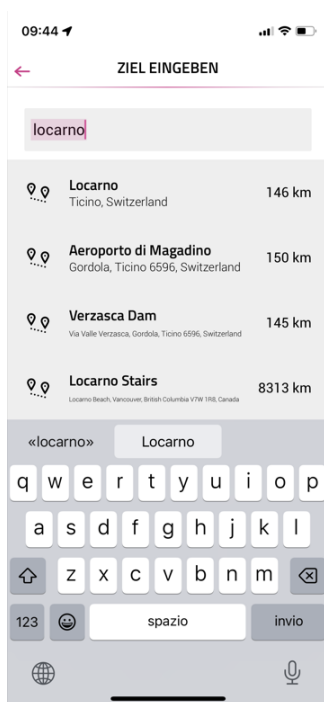 09:44
ZIEL EINGEBEN
locarno
Locarno
Ticino, Switzerland
146 km
Aeroporto di Magadino
Gordola, Ticino 6596, Switzerland
150 km
Verzasca Dam
Via Valle Verzasca, Gordola, Ticino 6596, Switzerland
145 km
Locarno Stairs
Locarno Beach, Vancouver, British Columbia V7W 1R8, Canada
8313 km
«locarno» Locarno
q w e r t y u i o p
a s d f g h j k l
z x c v b n m
123 spazio invio